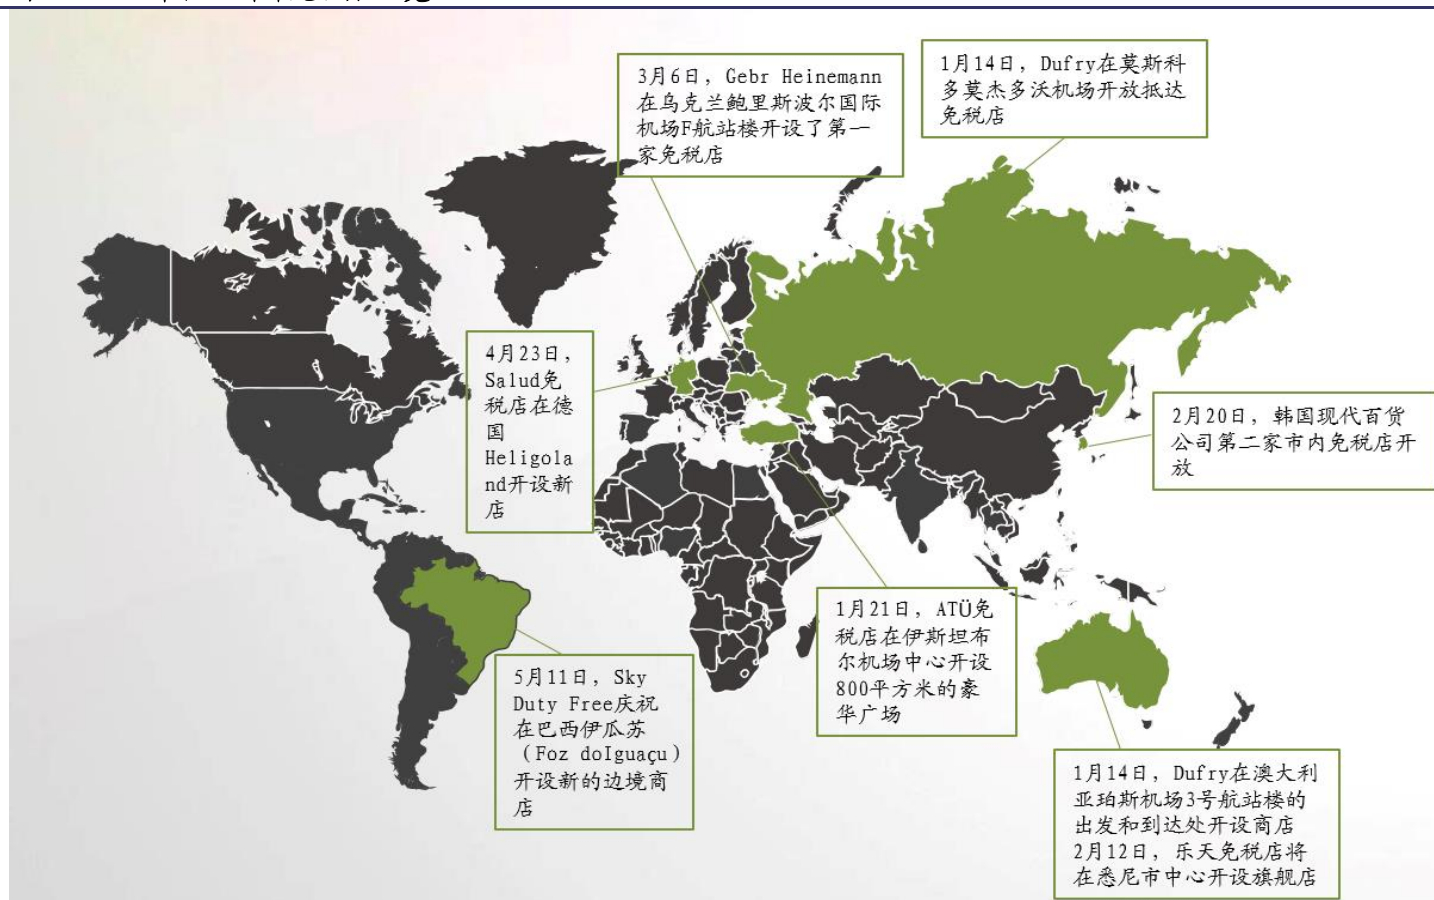 3月6日，Gebr Heinemann
在乌克兰鲍里斯波尔国际
机场F航站楼开设了第一
家免税店
1月14日，Dufry在莫斯科
多莫杰多沃机场开放抵达
免税店
4月23日，
Salud免
税店在德
国
Heligola
nd开设新
店
2月20日，韩国现代百货
公司第二家市内免税店开
放
1月21日，ATÜ免
税店在伊斯坦布
尔机场中心开设
800平方米的豪
华广场
5月11日，Sky
Duty Free庆祝
在巴西伊瓜苏
（Foz doIguaçu）
开设新的边境商
店
1月14日，Dufry在澳大利
亚珀斯机场3号航站楼的
出发和到达处开设商店
2月12日，乐天免税店将
在悉尼市中心开设旗舰店